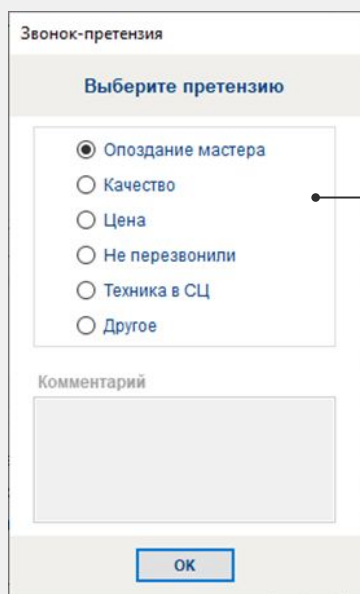 Звонок-претензия
Выберите претензию
Опоздание мастера
Качество
Цена
Не перезвонили
Техника в СЦ
Другое
Комментарий
OK